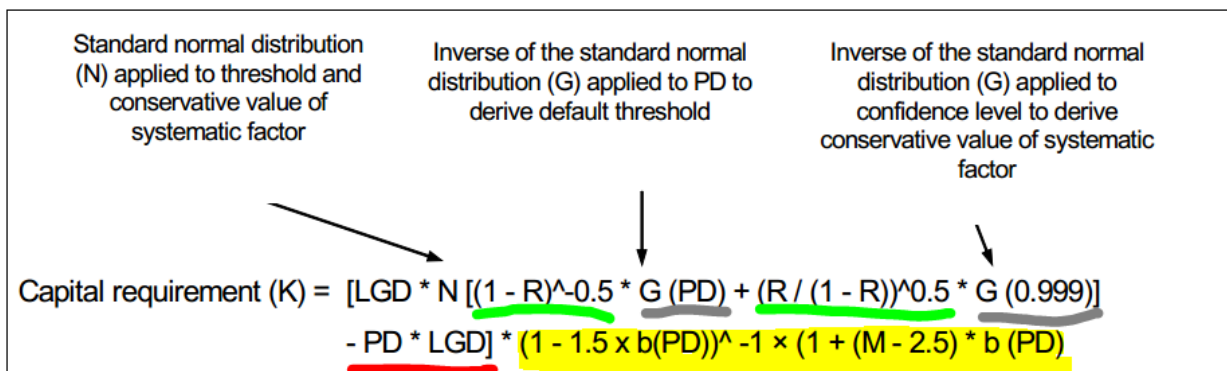 Standard normal distribution
(N) applied to threshold and
conservative value of
systematic factor
Inverse of the standard normal
distribution (G) applied to PD to
derive default threshold
Inverse of the standard normal
distribution (G) applied to
confidence level to derive
conservative value of systematic
factor
Capital requirement (K) = [LGD * N [(1 - R)^-0.5 * G (PD) + (R / (1 - R))^0.5 * G (0.999)]
- PD * LGD] * (1 - 1.5 x b(PD))^ -1 × (1 + (M - 2.5) * b (PD)